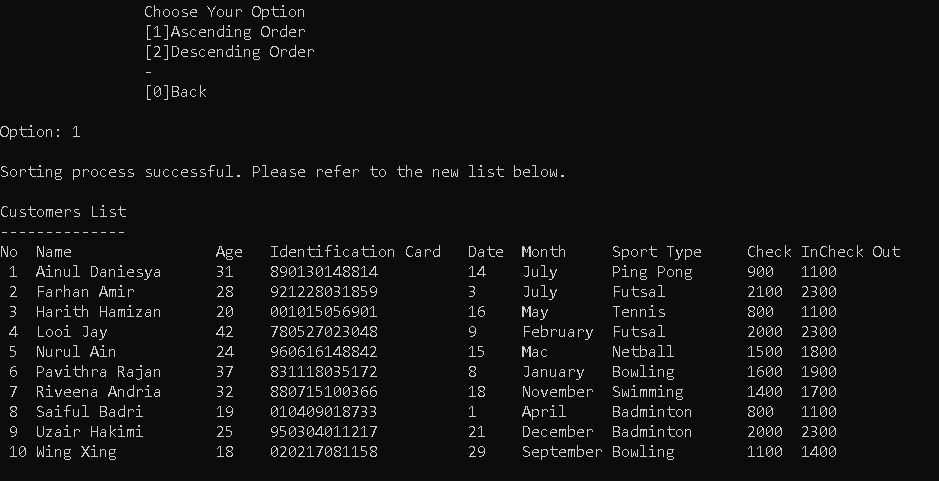 Choose Your Option
[1]Ascending Order
[2]Descending Order
-
[0]Back
Option: 1
Sorting process successful. Please refer to the new list below.
Customers List
--------------
No  Name                Age   Identification Card   Date  Month     Sport Type     Check InCheck Out
 1  Ainul Daniesya      31    890130148814          14    July      Ping Pong      900   1100
 2  Farhan Amir         28    921228031859          3     July      Futsal         2100  2300
 3  Harith Hamizan      20    001015056901          16    May       Tennis         800   1100
 4  Looi Jay            42    780527023048          9     February  Futsal         2000  2300
 5  Nurul Ain           24    960616148842          15    Mac       Netball        1500  1800
 6  Pavithra Rajan      37    831118035172          8     January   Bowling        1600  1900
 7  Riveena Andria      32    880715100366          18    November  Swimming       1400  1700
 8  Saiful Badri        19    010409018733          1     April     Badminton      800   1100
 9  Uzair Hakimi        25    950304011217          21    December  Badminton      2000  2300
 10 Wing Xing           18    020217081158          29    September Bowling        1100  1400